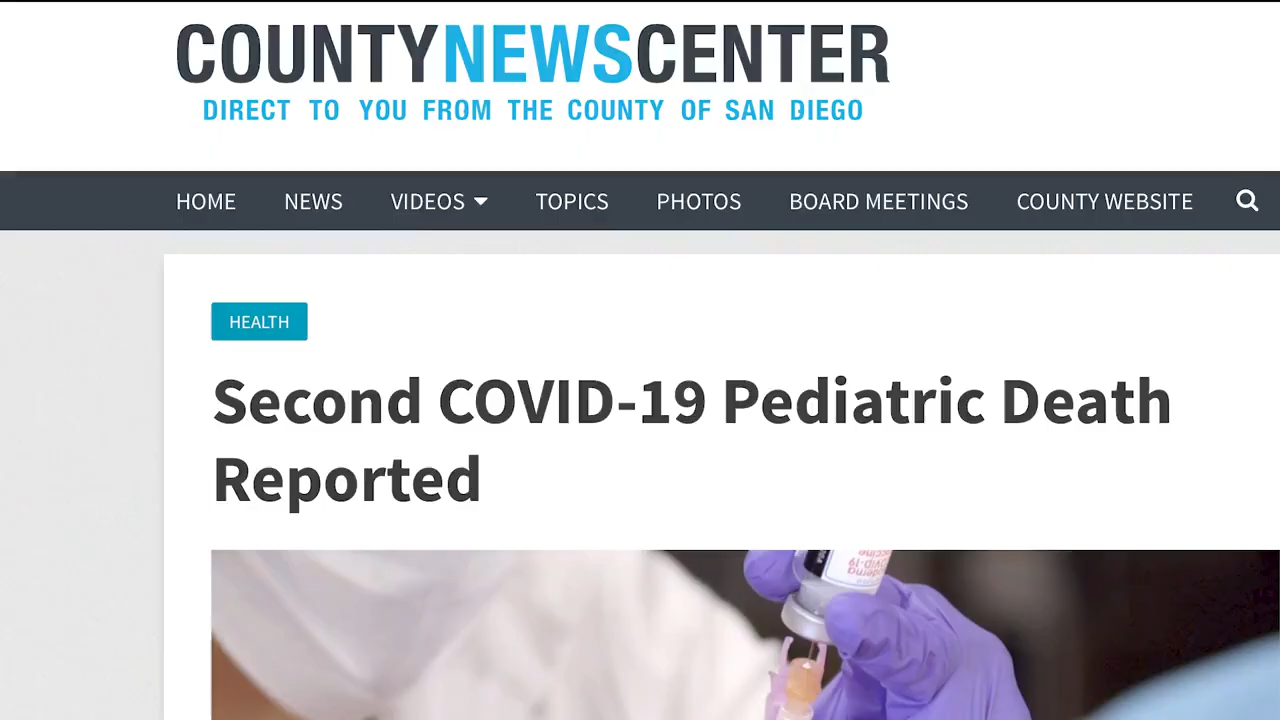 COUNTYNEWSCENTER
DIRECT TO YOU FROM THE COUNTY OF SAN DIEGO
HOME NEWS VIDEOS TOPICS PHOTOS BOARD MEETINGS COUNTY WEBSITE
HEALTH
Second COVID-19 Pediatric Death
Reported